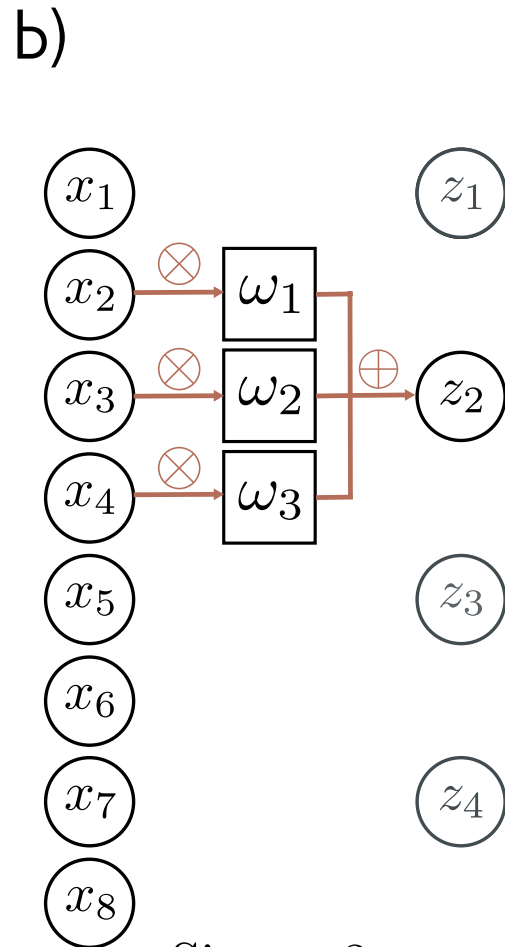 b)
x₁ z₁
x₂ ω₁
x₃ ω₂ z₂
x₄ ω₃
x₅ z₃
x₆
x₇ z₄
x₈